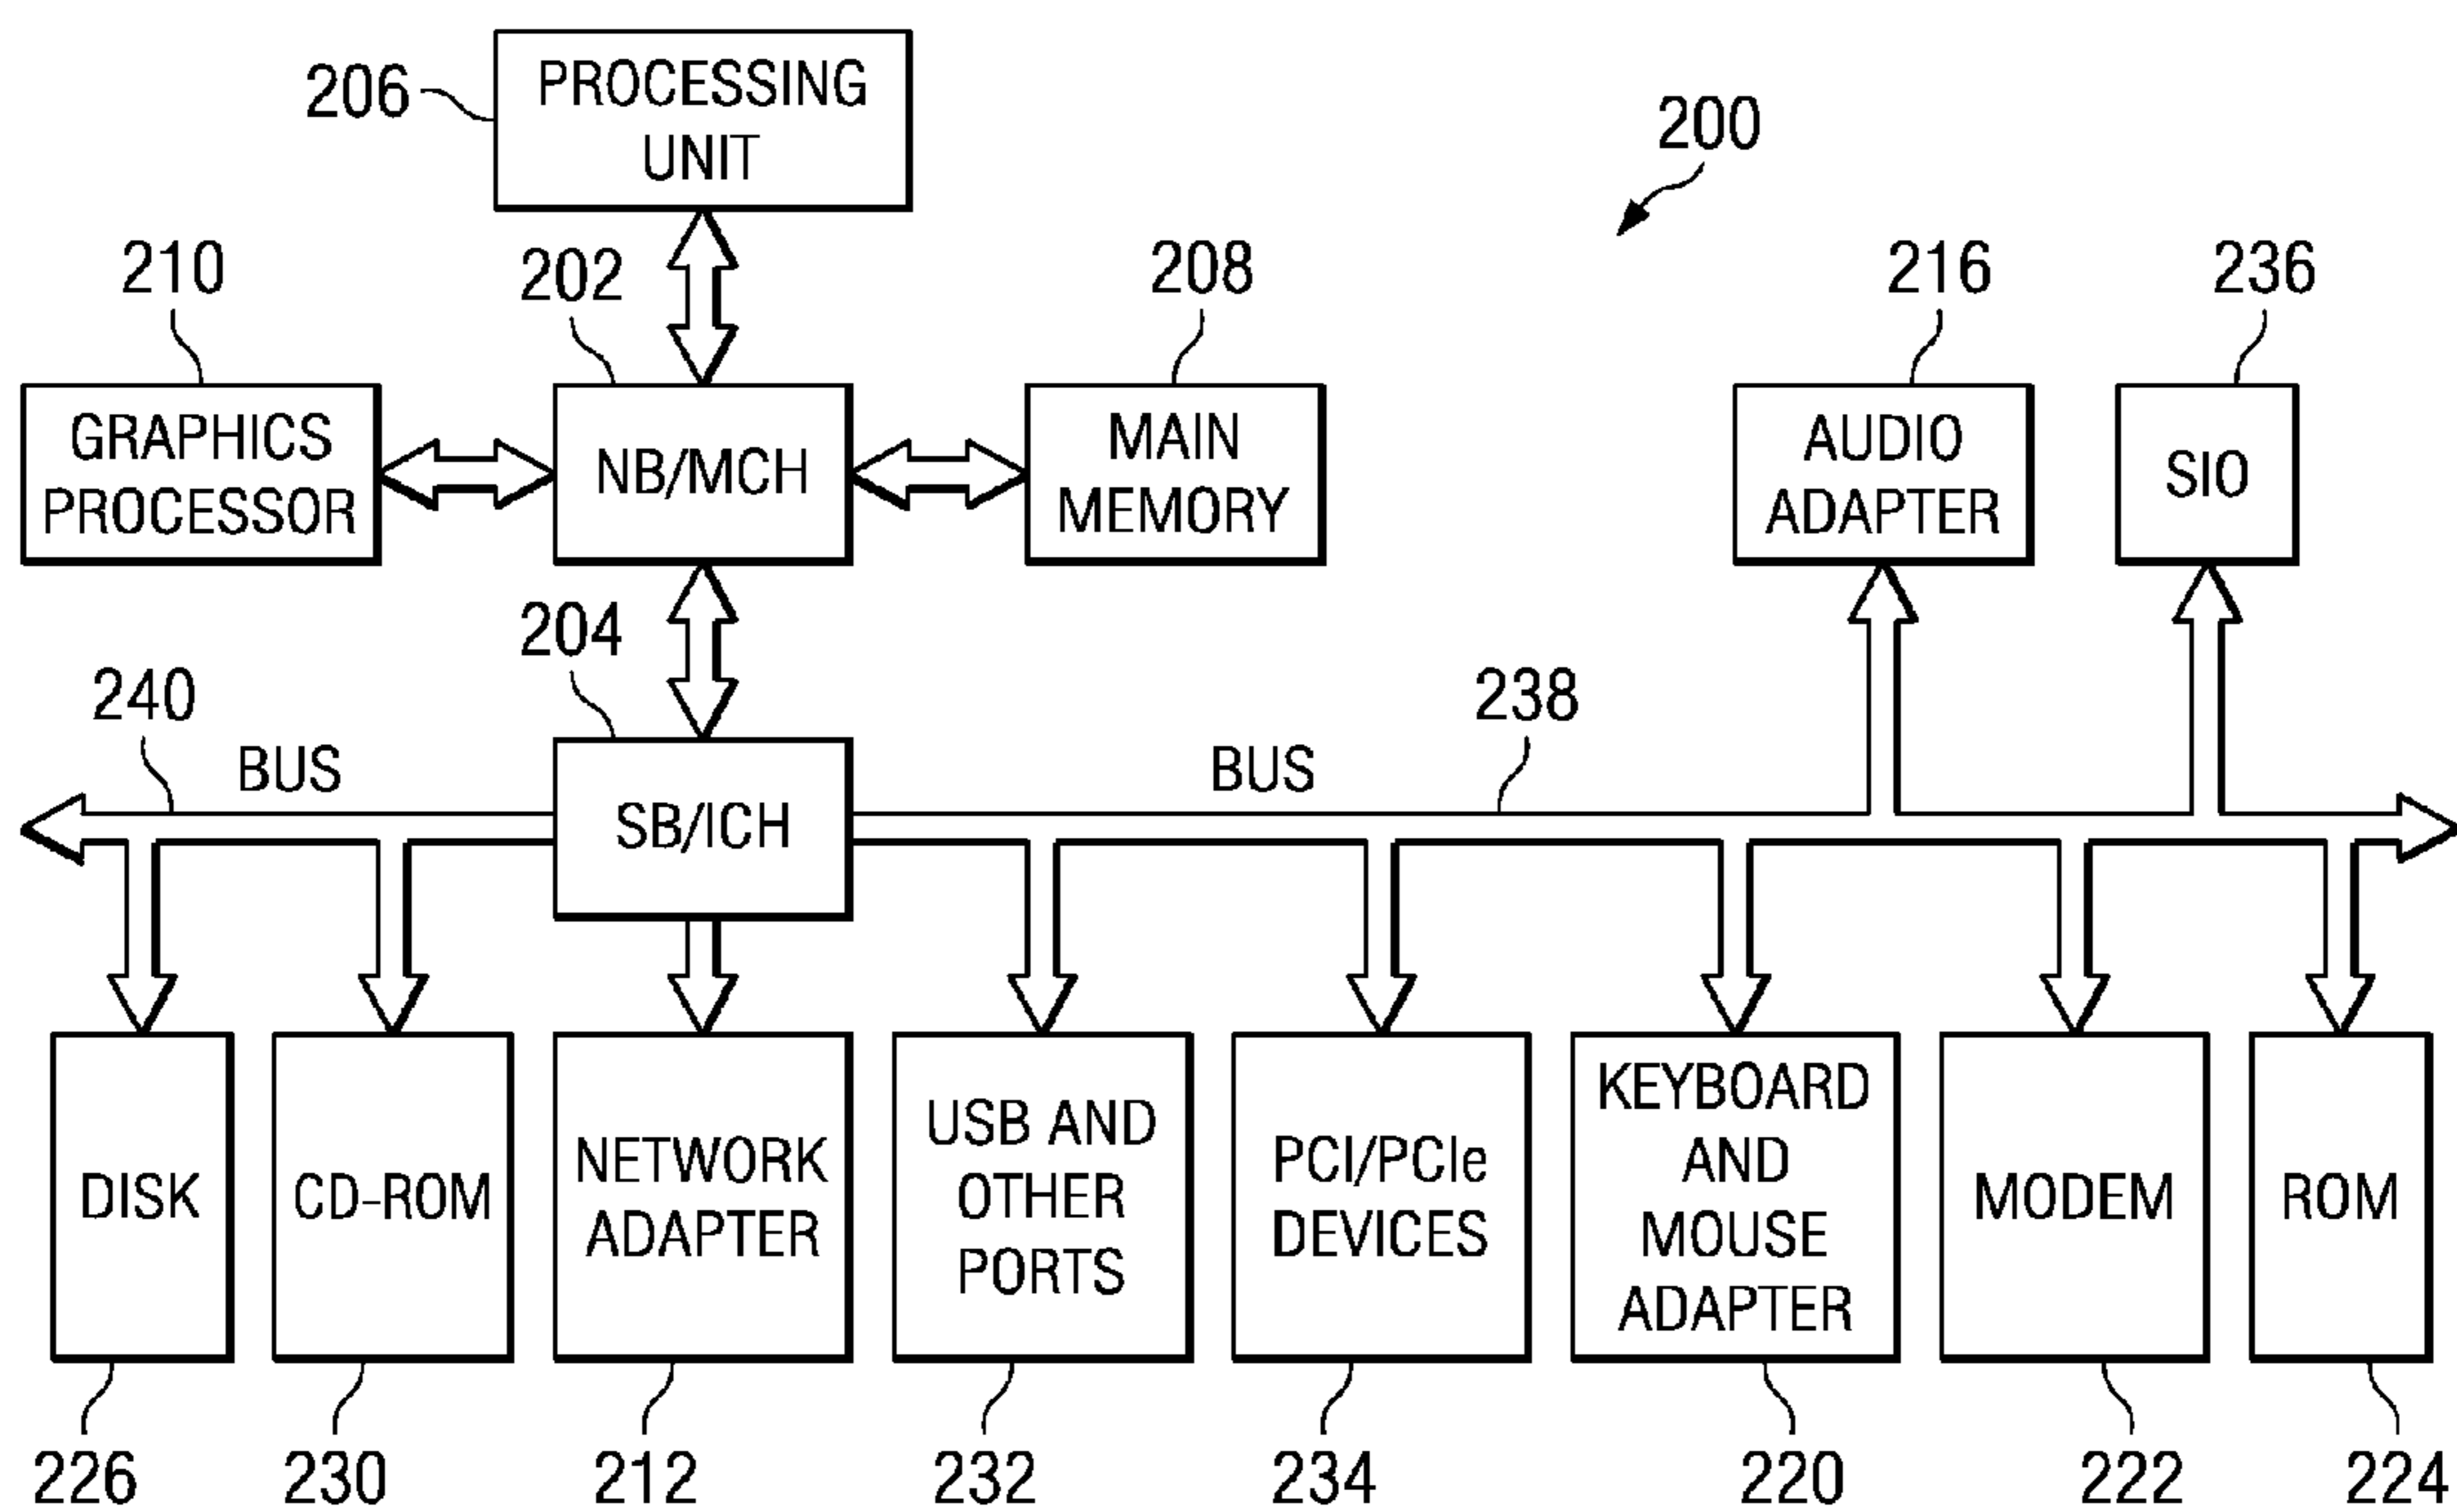 206
PROCESSING
UNIT
200
210
202
208
216
236
GRAPHICS
PROCESSOR
NB/MCH
MAIN
MEMORY
AUDIO
ADAPTER
SIO
204
240
BUS
SB/ICH
BUS
238
DISK
CD-ROM
NETWORK
ADAPTER
USB AND
OTHER
PORTS
PCI/PCIe
DEVICES
KEYBOARD
AND
MOUSE
ADAPTER
MODEM
ROM
226
230
212
232
234
220
222
224